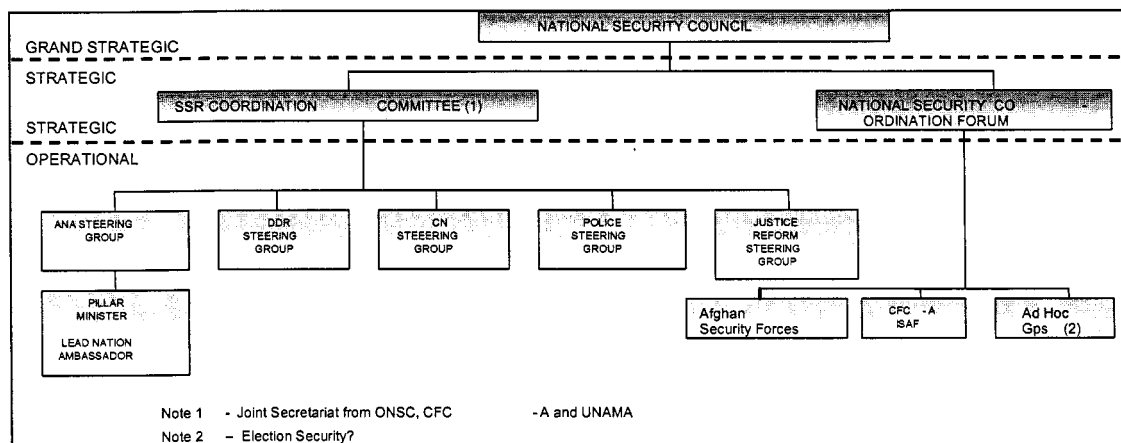 NATIONAL SECURITY COUNCIL
GRAND STRATEGIC
STRATEGIC
SSR COORDINATION COMMITTEE (1)
NATIONAL SECURITY CO -
ORDINATION FORUM
STRATEGIC
OPERATIONAL
ANA STEERING
GROUP
DDR
STEERING
GROUP
CN
STEEERING
GROUP
POLICE
STEERING
GROUP
JUSTICE
REFORM
STEERING
GROUP
PILLAR
MINISTER
LEAD NATION
AMBASSADOR
Afghan
Security Forces
CFC -A
ISAF
Ad Hoc
Gps (2)
Note 1 - Joint Secretariat from ONSC, CFC -A and UNAMA
Note 2 – Election Security?